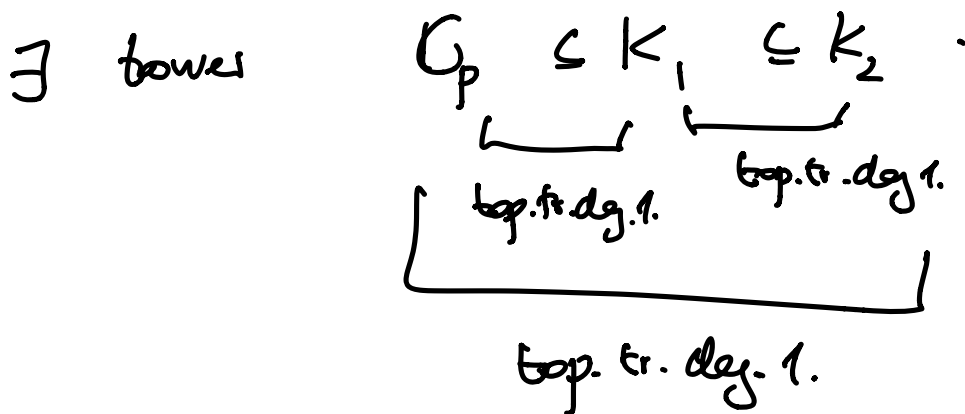 ∃ tower ℂ_p ⊆ K_1 ⊆ K_2 .
top.tr.deg.1. top.tr.deg.1.
top.tr.deg.1.